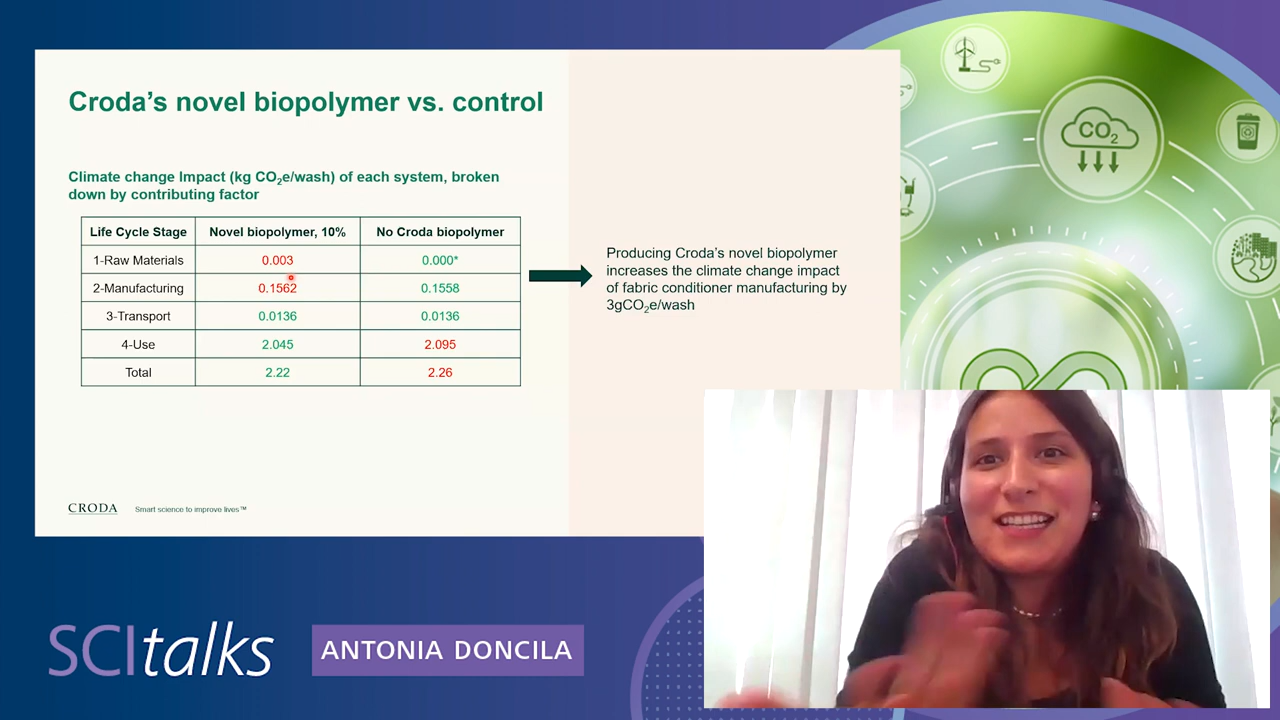 Croda's novel biopolymer vs. control
Climate change Impact (kg CO₂e/wash) of each system, broken
down by contributing factor
Life Cycle Stage Novel biopolymer, 10% No Croda biopolymer
1-Raw Materials 0.003 0.000*
2-Manufacturing 0.1562 0.1558
3-Transport 0.0136 0.0136
4-Use 2.045 2.095
Total 2.22 2.26
Producing Croda's novel biopolymer
increases the climate change impact
of fabric conditioner manufacturing by
3gCO₂e/wash
CRODA Smart science to improve lives™
CO₂
SCItalks
ANTONIA DONCILA